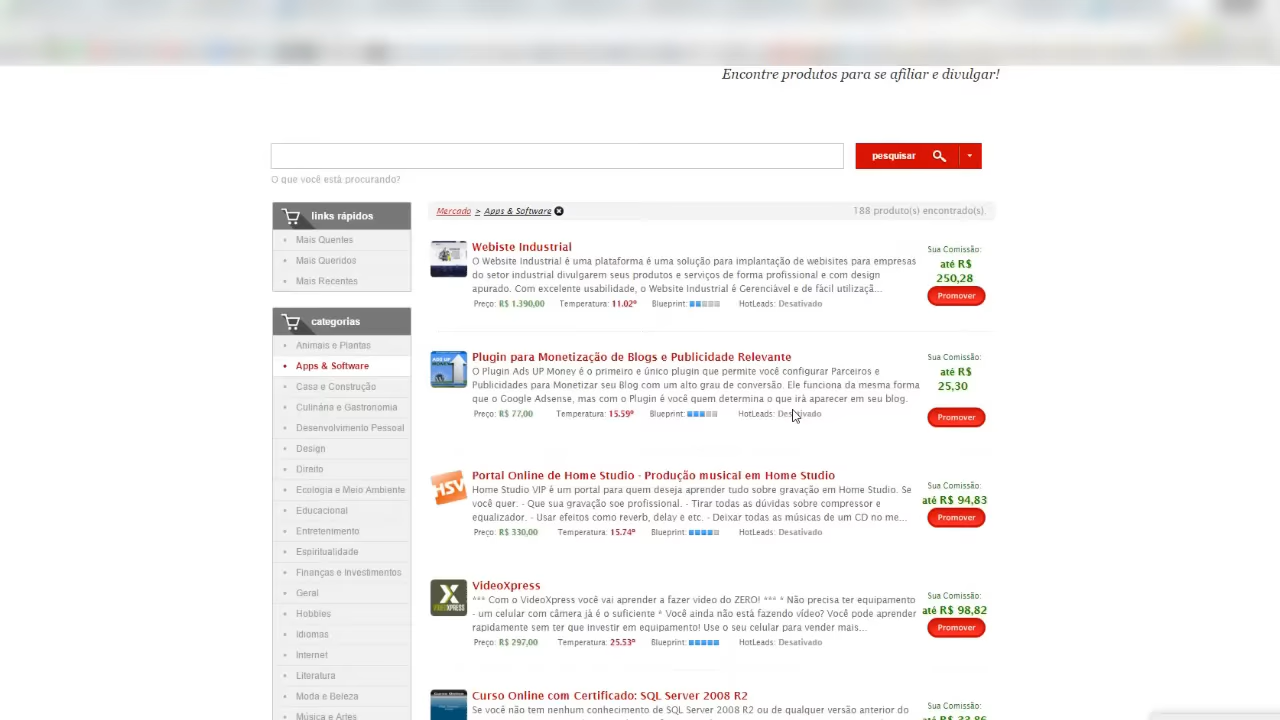 Encontre produtos para se afiliar e divulgar!
pesquisar
O que você está procurando?
links rápidos
Mais Quentes
Mais Queridos
Mais Recentes
categorias
Animais e Plantas
Apps & Software
Casa e Construção
Culinária e Gastronomia
Desenvolvimento Pessoal
Design
Direito
Ecologia e Meio Ambiente
Educacional
Entretenimento
Espiritualidade
Finanças e Investimentos
Geral
Hobbies
Idiomas
Internet
Literatura
Moda e Beleza
Música e Artes
Mercado > Apps & Software
188 produto(s) encontrado(s).
Webiste Industrial
O Website Industrial é uma plataforma é uma solução para implantação de webisites para empresas
do setor industrial divulgarem seus produtos e serviços de forma profissional e com design
apurado. Com excelente usabilidade, o Website Industrial é Gerenciável e de fácil utilizaçã...
Preço: R$ 1.390,00 Temperatura: 11.02º Blueprint: HotLeads: Desativado
Sua Comissão:
até R$
250,28
Promover
Plugin para Monetização de Blogs e Publicidade Relevante
O Plugin Ads UP Money é o primeiro e único plugin que permite você configurar Parceiros e
Publicidades para Monetizar seu Blog com um alto grau de conversão. Ele funciona da mesma forma
que o Google Adsense, mas com o Plugin é você quem determina o que irá aparecer em seu blog.
Preço: R$ 77,00 Temperatura: 15.59º Blueprint: HotLeads: Desativado
Sua Comissão:
até R$
25,30
Promover
HSV
Portal Online de Home Studio - Produção musical em Home Studio
Home Studio VIP é um portal para quem deseja aprender tudo sobre gravação em Home Studio. Se
você quer. - Que sua gravação soe profissional. - Tirar todas as dúvidas sobre compressor e
equalizador. - Usar efeitos como reverb, delay e etc. - Deixar todas as músicas de um CD no me...
Preço: R$ 330,00 Temperatura: 15.74º Blueprint: HotLeads: Desativado
Sua Comissão:
até R$ 94,83
Promover
VideoXpress
*** Com o VideoXpress você vai aprender a fazer video do ZERO! *** * Não precisa ter equipamento
- um celular com câmera já é o suficiente * Você ainda não está fazendo vídeo? Você pode aprender
rapidamente sem ter que investir em equipamento! Use o seu celular para vender mais...
Preço: R$ 297,00 Temperatura: 25.53º Blueprint: HotLeads: Desativado
Sua Comissão:
até R$ 98,82
Promover
Curso Online com Certificado: SQL Server 2008 R2
Se você não tem nenhum conhecimento de SQL Server 2008 R2 ou de qualquer versão anterior do
Sua Comissão:
até R$ 33,86